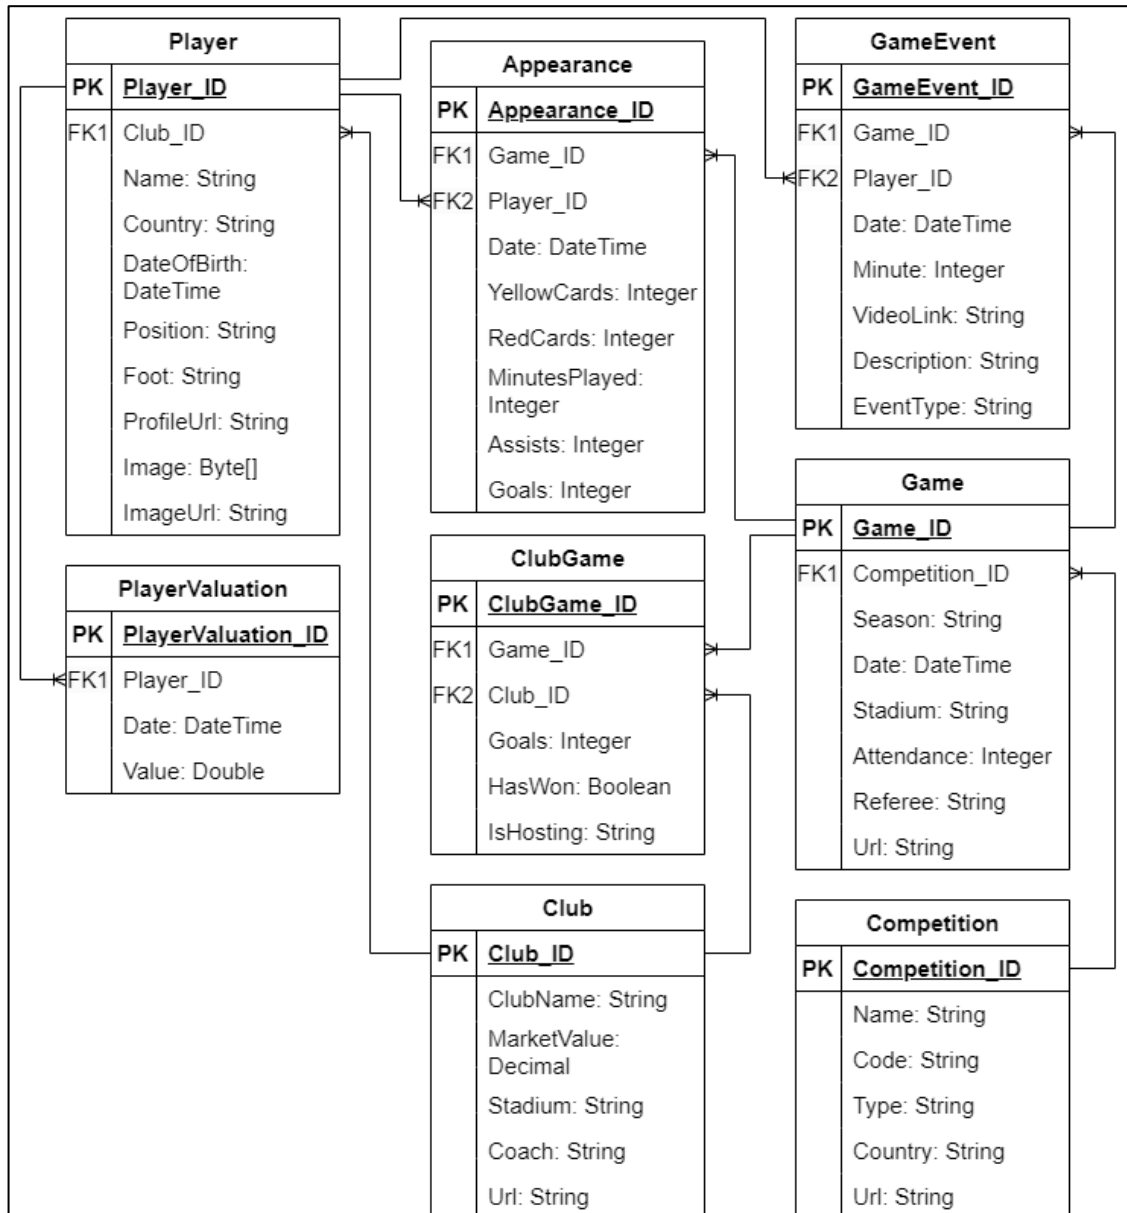 Player
PK Player_ID
FK1 Club_ID
Name: String
Country: String
DateOfBirth:
DateTime
Position: String
Foot: String
ProfileUrl: String
Image: Byte[]
ImageUrl: String
PlayerValuation
PK PlayerValuation_ID
FK1 Player_ID
Date: DateTime
Value: Double
Appearance
PK Appearance_ID
FK1 Game_ID
FK2 Player_ID
Date: DateTime
YellowCards: Integer
RedCards: Integer
MinutesPlayed:
Integer
Assists: Integer
Goals: Integer
ClubGame
PK ClubGame_ID
FK1 Game_ID
FK2 Club_ID
Goals: Integer
HasWon: Boolean
IsHosting: String
Club
PK Club_ID
ClubName: String
MarketValue:
Decimal
Stadium: String
Coach: String
Url: String
GameEvent
PK GameEvent_ID
FK1 Game_ID
FK2 Player_ID
Date: DateTime
Minute: Integer
VideoLink: String
Description: String
EventType: String
Game
PK Game_ID
FK1 Competition_ID
Season: String
Date: DateTime
Stadium: String
Attendance: Integer
Referee: String
Url: String
Competition
PK Competition_ID
Name: String
Code: String
Type: String
Country: String
Url: String